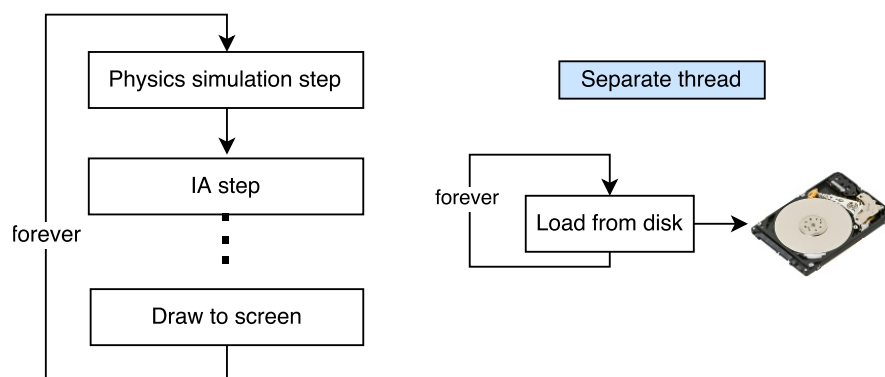 Physics simulation step
Separate thread
IA step
forever
Load from disk
forever
Draw to screen